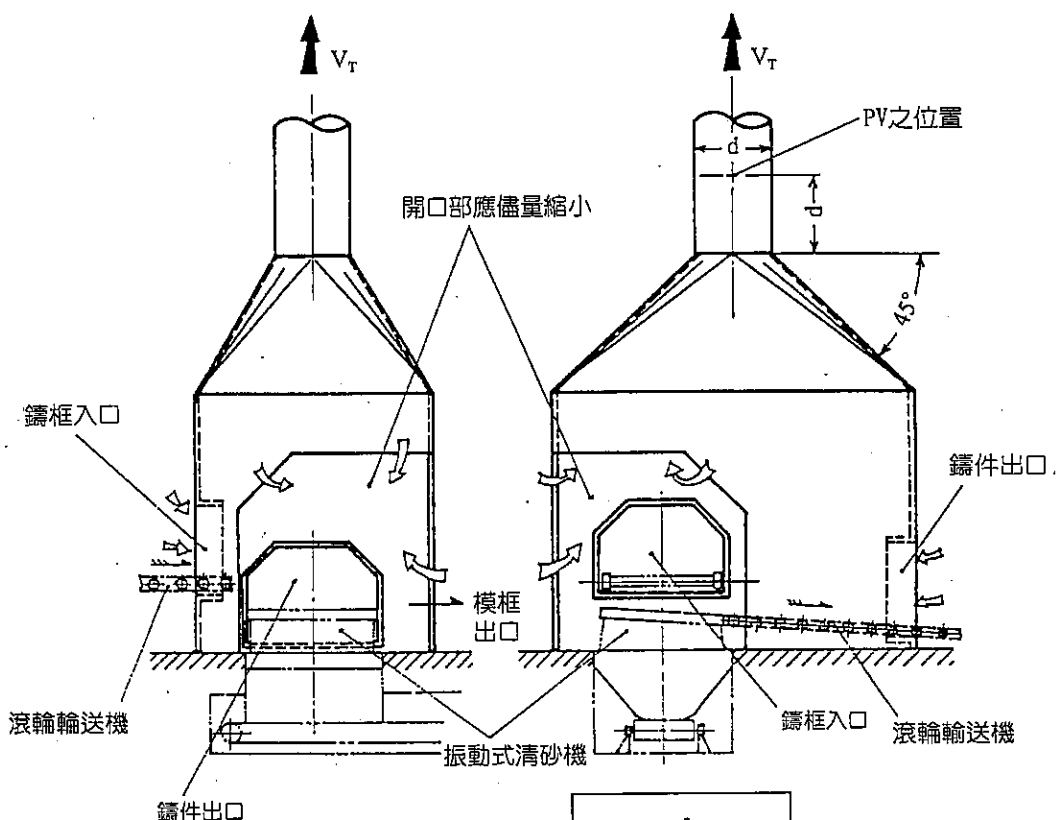 V_T
V_T
PV之位置
d
d
開口部應儘量縮小
45°
鑄框入口
鑄件出口
模框
出口
滾輪輸送機
鑄框入口
滾輪輸送機
振動式清砂機
鑄件出口